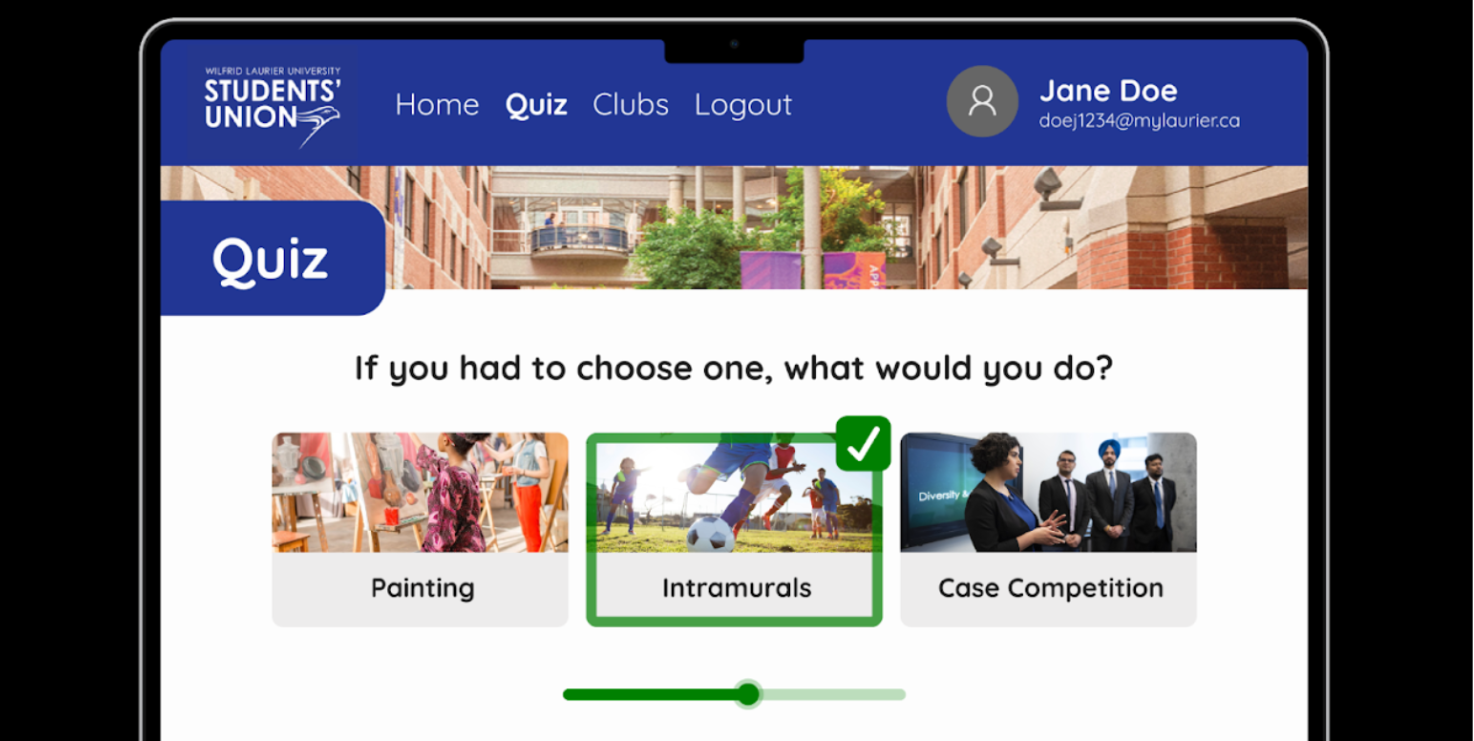 WILFRID LAURIER UNIVERSITY
STUDENTS'
UNION
Home Quiz Clubs Logout
Jane Doe
doej1234@mylaurier.ca
Quiz
If you had to choose one, what would you do?
Diversity &
Painting
Intramurals
Case Competition